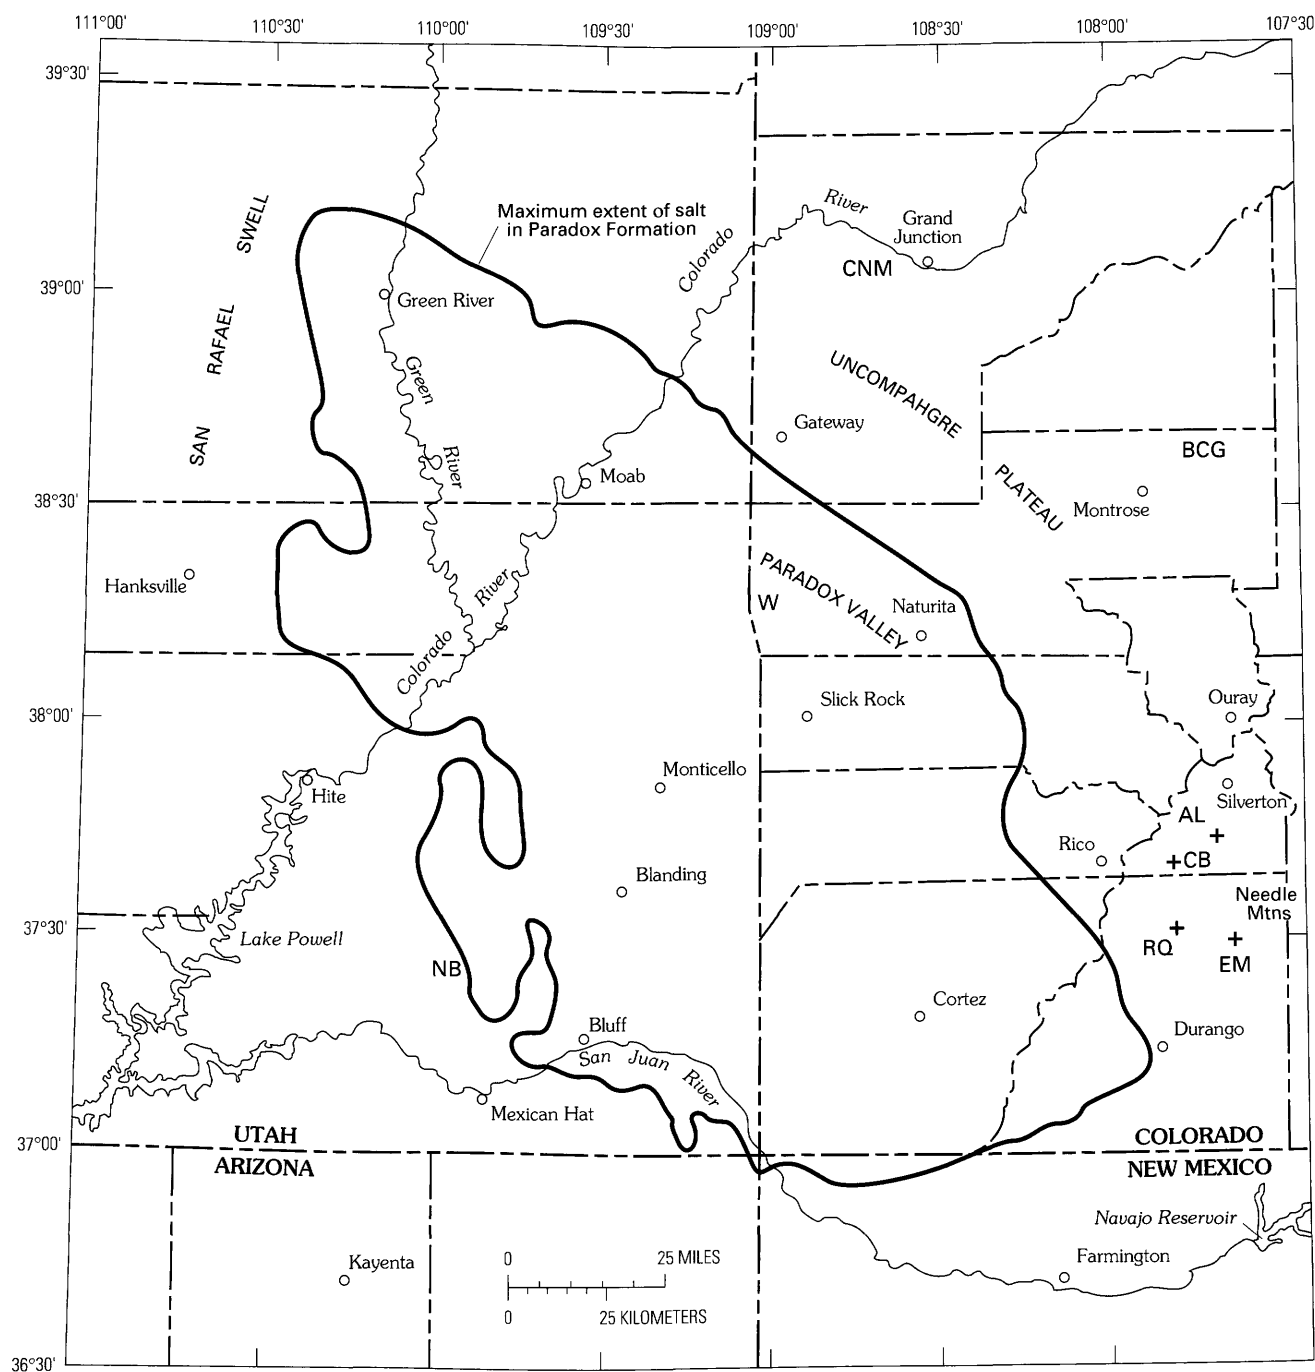 111°00'
110°30'
110°00'
109°30'
109°00'
108°30'
108°00'
107°30'
39°30'
SAN RAFAEL SWELL
Maximum extent of salt
in Paradox Formation
River
Colorado
Grand
Junction
CNM
39°00'
Green River
Green
River
UNCOMPAHGRE
PLATEAU
Gateway
BCG
Moab
Montrose
38°30'
Hanksville
PARADOX VALLEY
W
Naturita
River
Colorado
38°00'
Slick Rock
Ouray
Monticello
Hite
Silverton
AL
Rico
CB
Blanding
Needle
Mtns
37°30'
Lake Powell
NB
RQ
EM
Cortez
Bluff
San Juan River
Durango
Mexican Hat
37°00'
UTAH
ARIZONA
COLORADO
NEW MEXICO
Navajo Reservoir
Kayenta
0 25 MILES
0 25 KILOMETERS
Farmington
36°30'